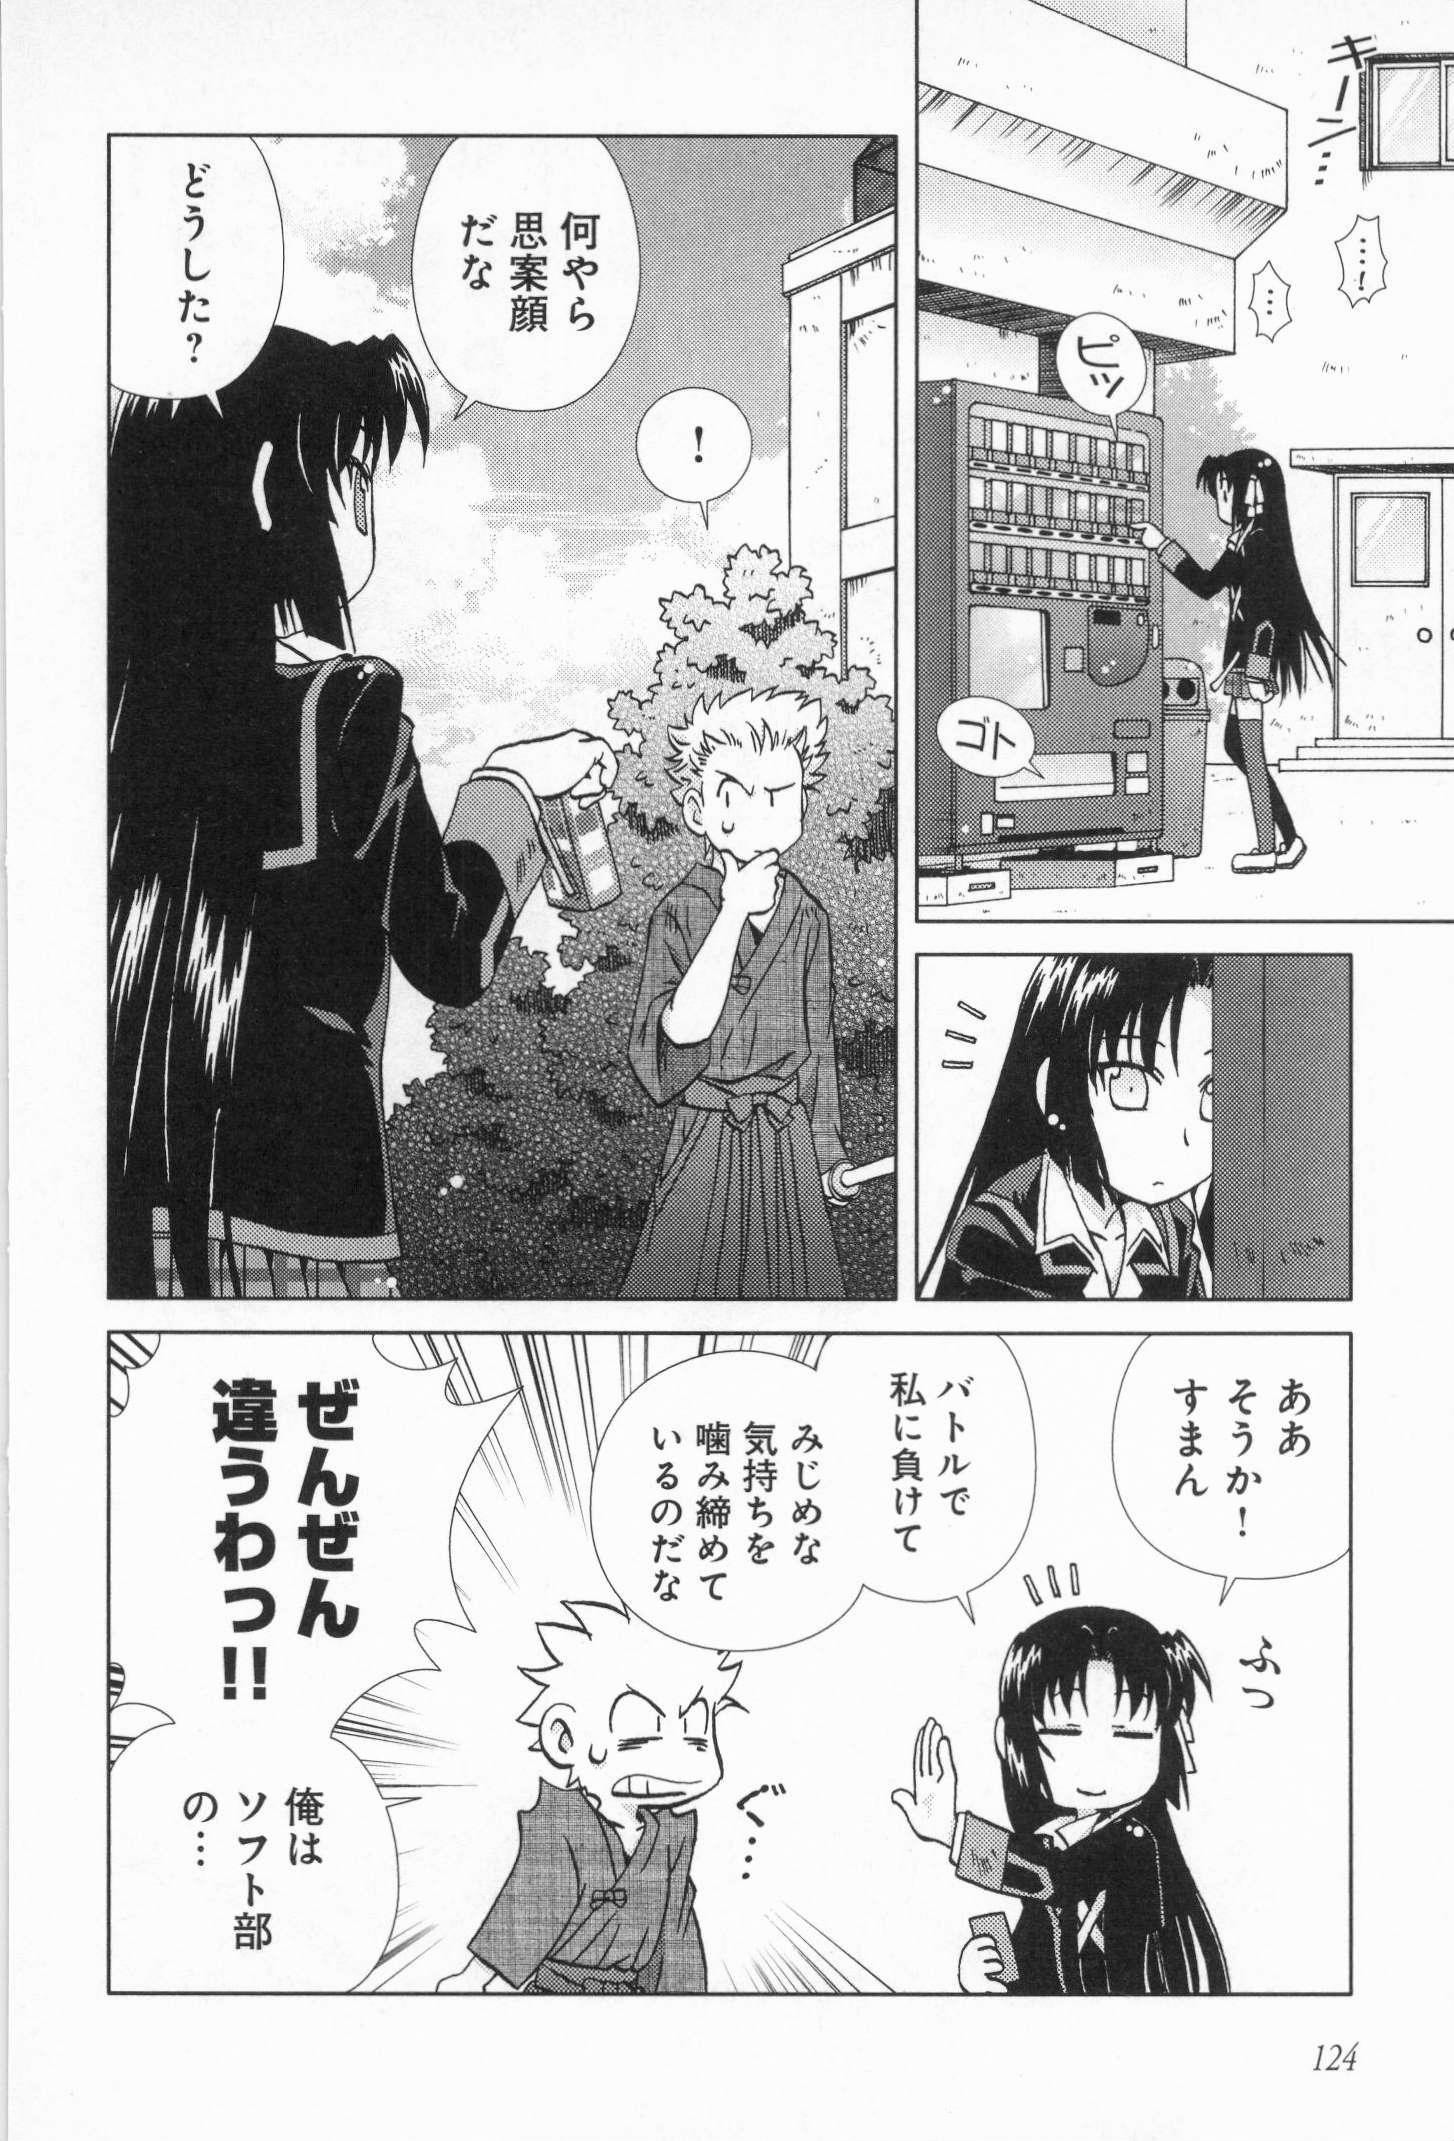 キーン…
…!
…
ピッ
ゴト
!
何やら
思案顔
だな
どうした?
ああ
そうか!
すまん
ふっ
バトルで
私に負けて
みじめな
気持ちを
噛み締めて
いるのだな
ぐ…
ぜんぜん
違うわっ!!
俺は
ソフト部
の…
124